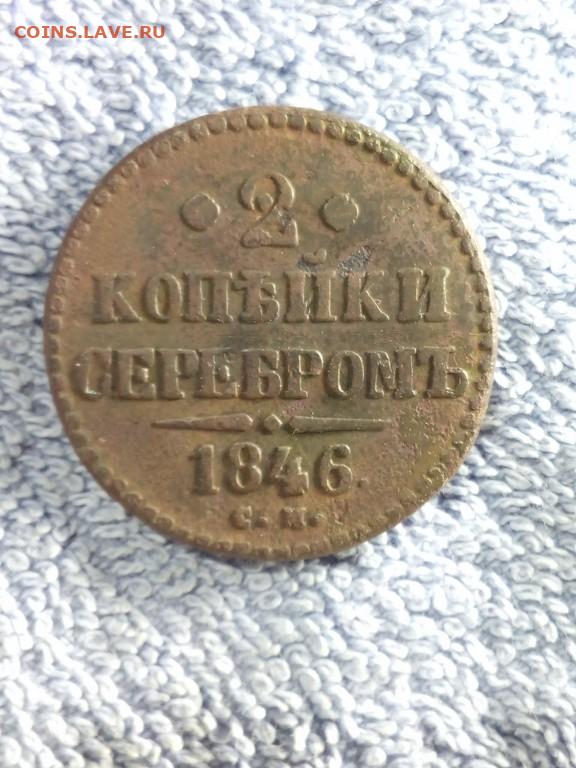 COINS.LAVE.RU
2
КОПѢЙКИ
СЕРЕБРОМЪ
1846.
С. М.